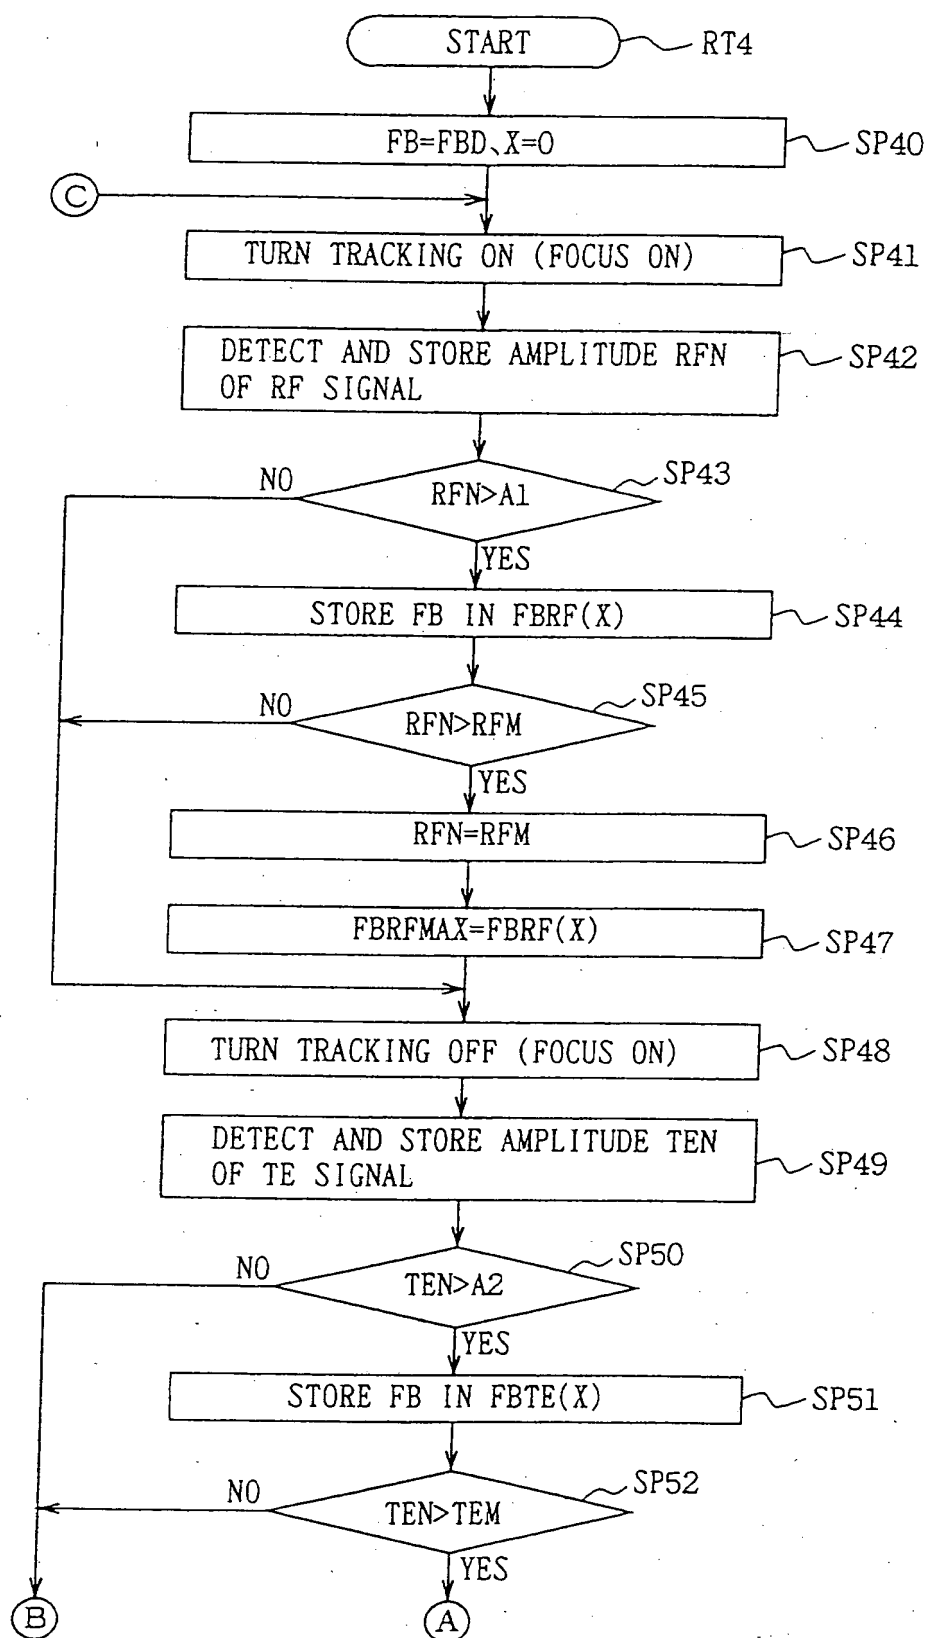 START
RT4
FB=FBD、X=0
SP40
C
TURN TRACKING ON (FOCUS ON)
SP41
DETECT AND STORE AMPLITUDE RFN
OF RF SIGNAL
SP42
RFN>A1
SP43
NO
YES
STORE FB IN FBRF(X)
SP44
RFN>RFM
SP45
NO
YES
RFN=RFM
SP46
FBRFMAX=FBRF(X)
SP47
TURN TRACKING OFF (FOCUS ON)
SP48
DETECT AND STORE AMPLITUDE TEN
OF TE SIGNAL
SP49
TEN>A2
SP50
NO
YES
STORE FB IN FBTE(X)
SP51
TEN>TEM
SP52
NO
YES
B
A